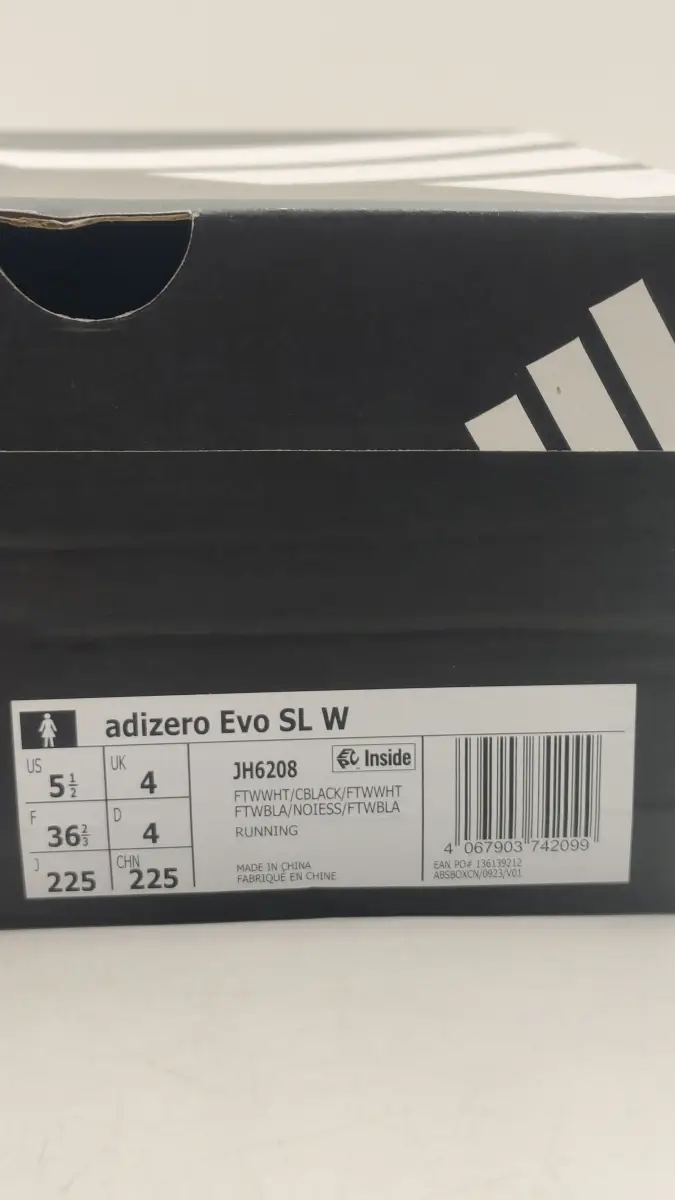 adizero Evo SL W
US 5½
UK 4
F 36⅔
D 4
J 225
CHN 225
JH6208
Inside
FTWWHT/CBLACK/FTWWHT
FTWBLA/NOIESS/FTWBLA
RUNNING
MADE IN CHINA
FABRIQUÉ EN CHINE
4 067903 742099
EAN PO# 136139212
ABSBOXCN/0923/V01